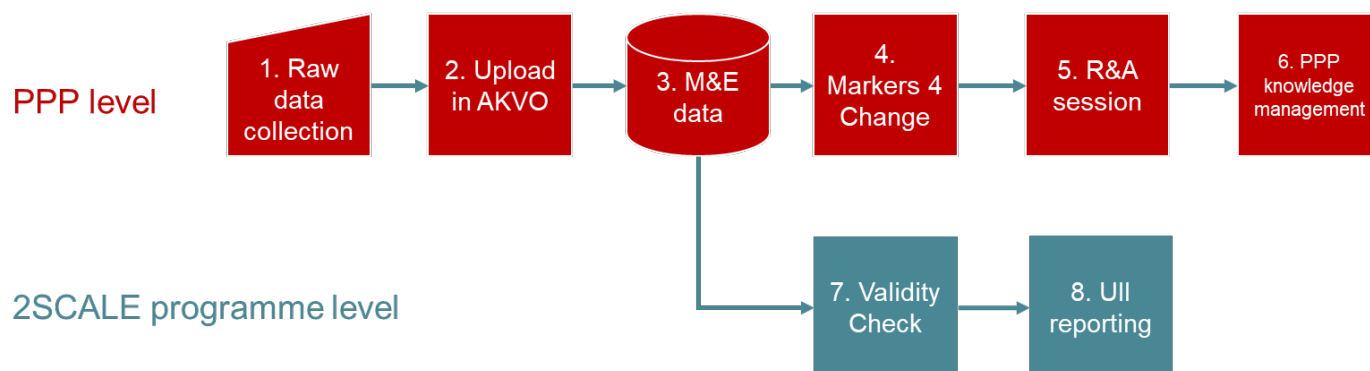 PPP level
1. Raw
data
collection
2. Upload
in AKVO
3. M&E
data
4.
Markers 4
Change
5. R&A
session
6. PPP
knowledge
management
2SCALE programme level
7. Validity
Check
8. UII
reporting